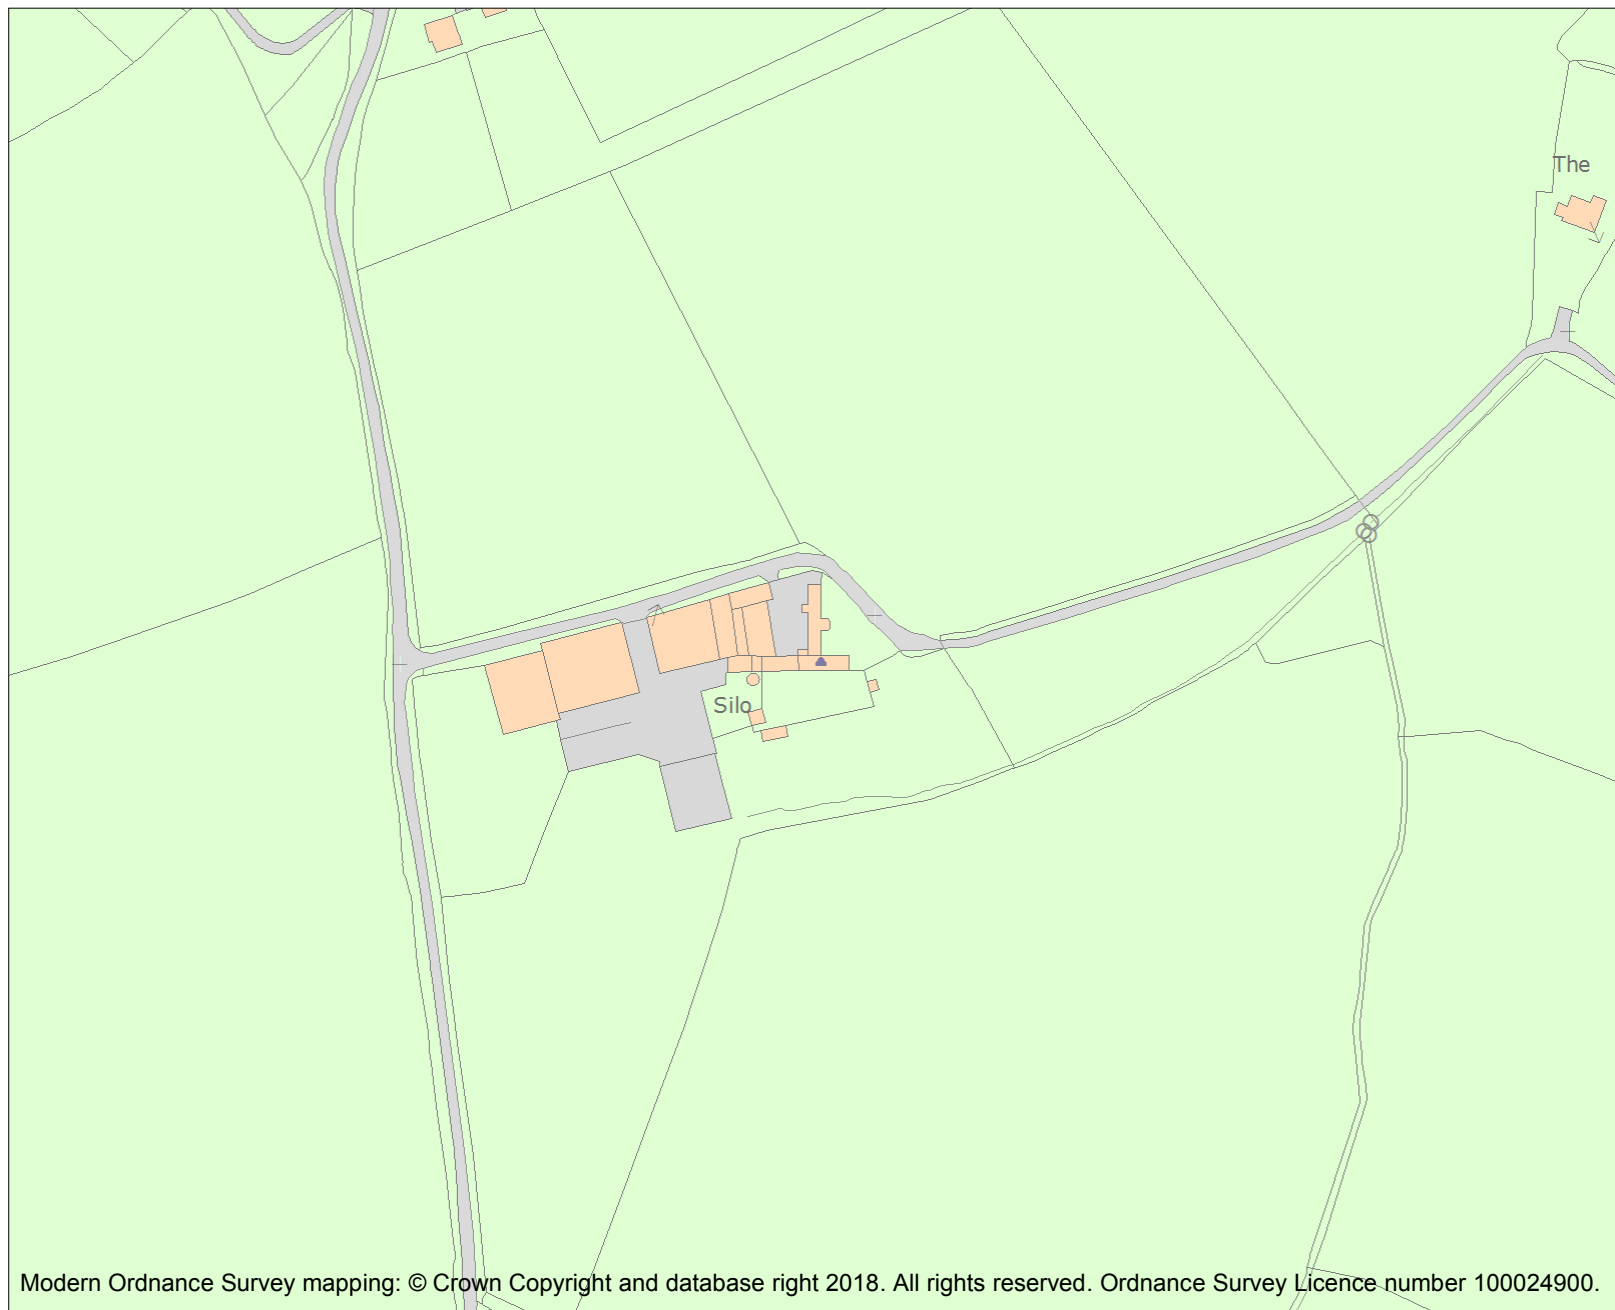 The
Silo
Modern Ordnance Survey mapping: © Crown Copyright and database right 2018. All rights reserved. Ordnance Survey Licence number 100024900.